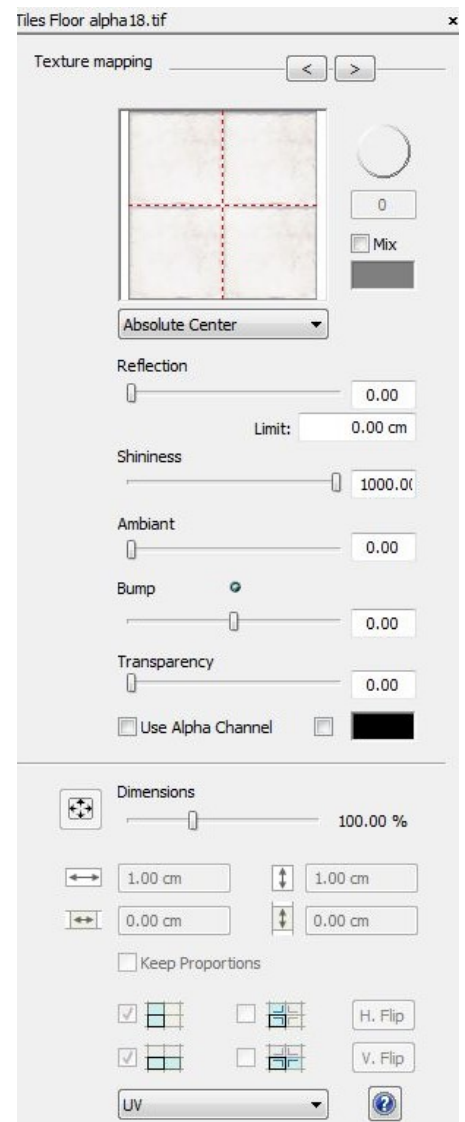 Tiles Floor alpha18.tif x
Texture mapping < >
0
Mix
Absolute Center
Reflection
0.00
Limit: 0.00 cm
Shininess
1000.0(
Ambiant
0.00
Bump
0.00
Transparency
0.00
Use Alpha Channel
Dimensions
100.00 %
1.00 cm 1.00 cm
0.00 cm 0.00 cm
Keep Proportions
H. Flip
V. Flip
UV ?